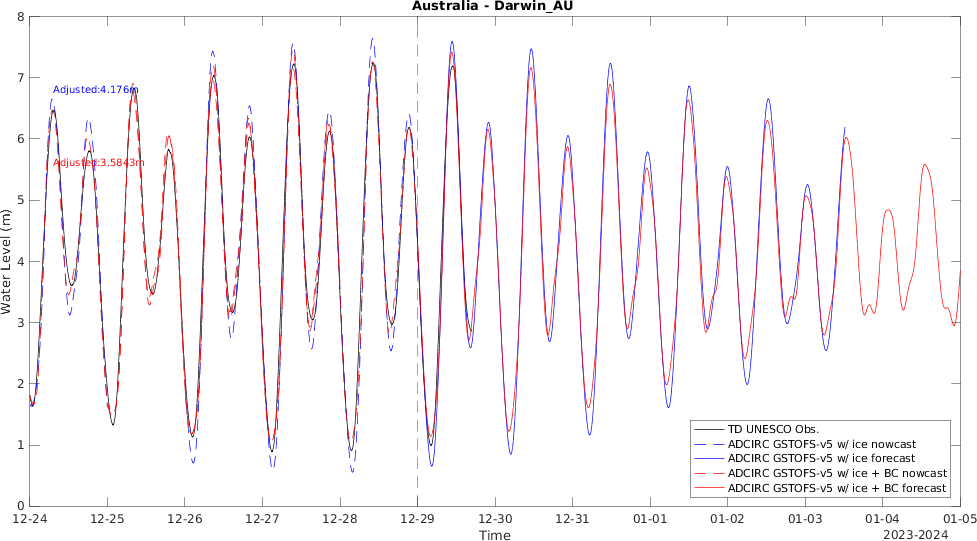 Australia - Darwin_AU
8
7
6
5
4
3
2
1
0
Water Level (m)
Adjusted:4.176m
Adjusted:3.5843m
TD UNESCO Obs.
ADCIRC GSTOFS-v5 w/ ice nowcast
ADCIRC GSTOFS-v5 w/ ice forecast
ADCIRC GSTOFS-v5 w/ ice + BC nowcast
ADCIRC GSTOFS-v5 w/ ice + BC forecast
12-24 12-25 12-26 12-27 12-28 12-29 12-30 12-31 01-01 01-02 01-03 01-04 01-05
Time
2023-2024